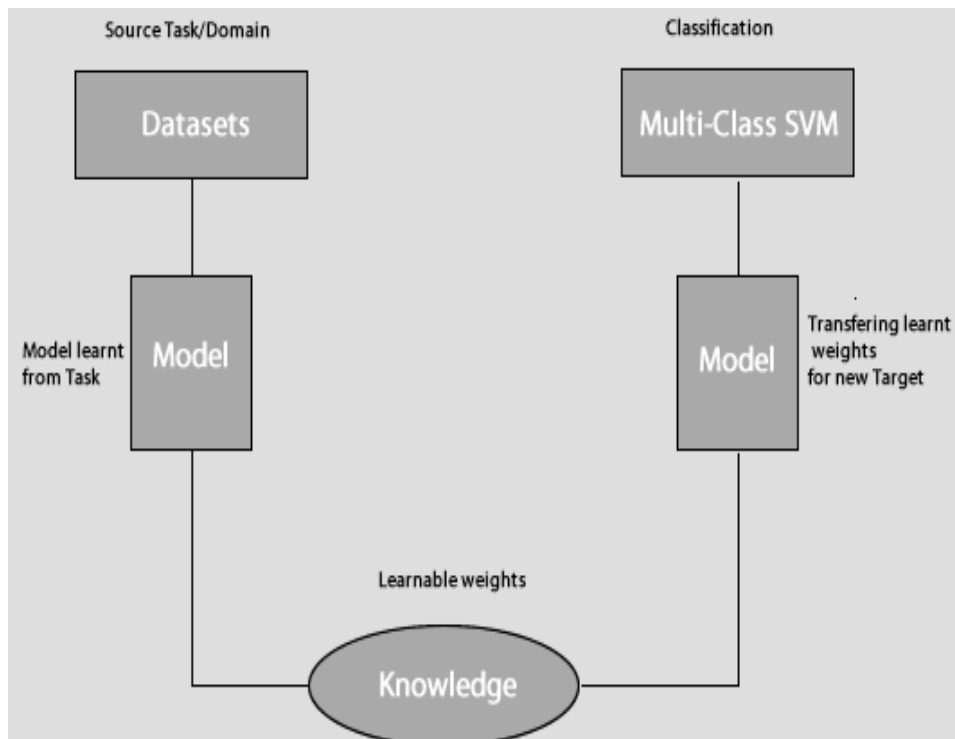 Source Task/Domain
Classification
Datasets
Multi-Class SVM
Model learnt
from Task
Model
Model
Transfering learnt
weights
for new Target
Learnable weights
Knowledge